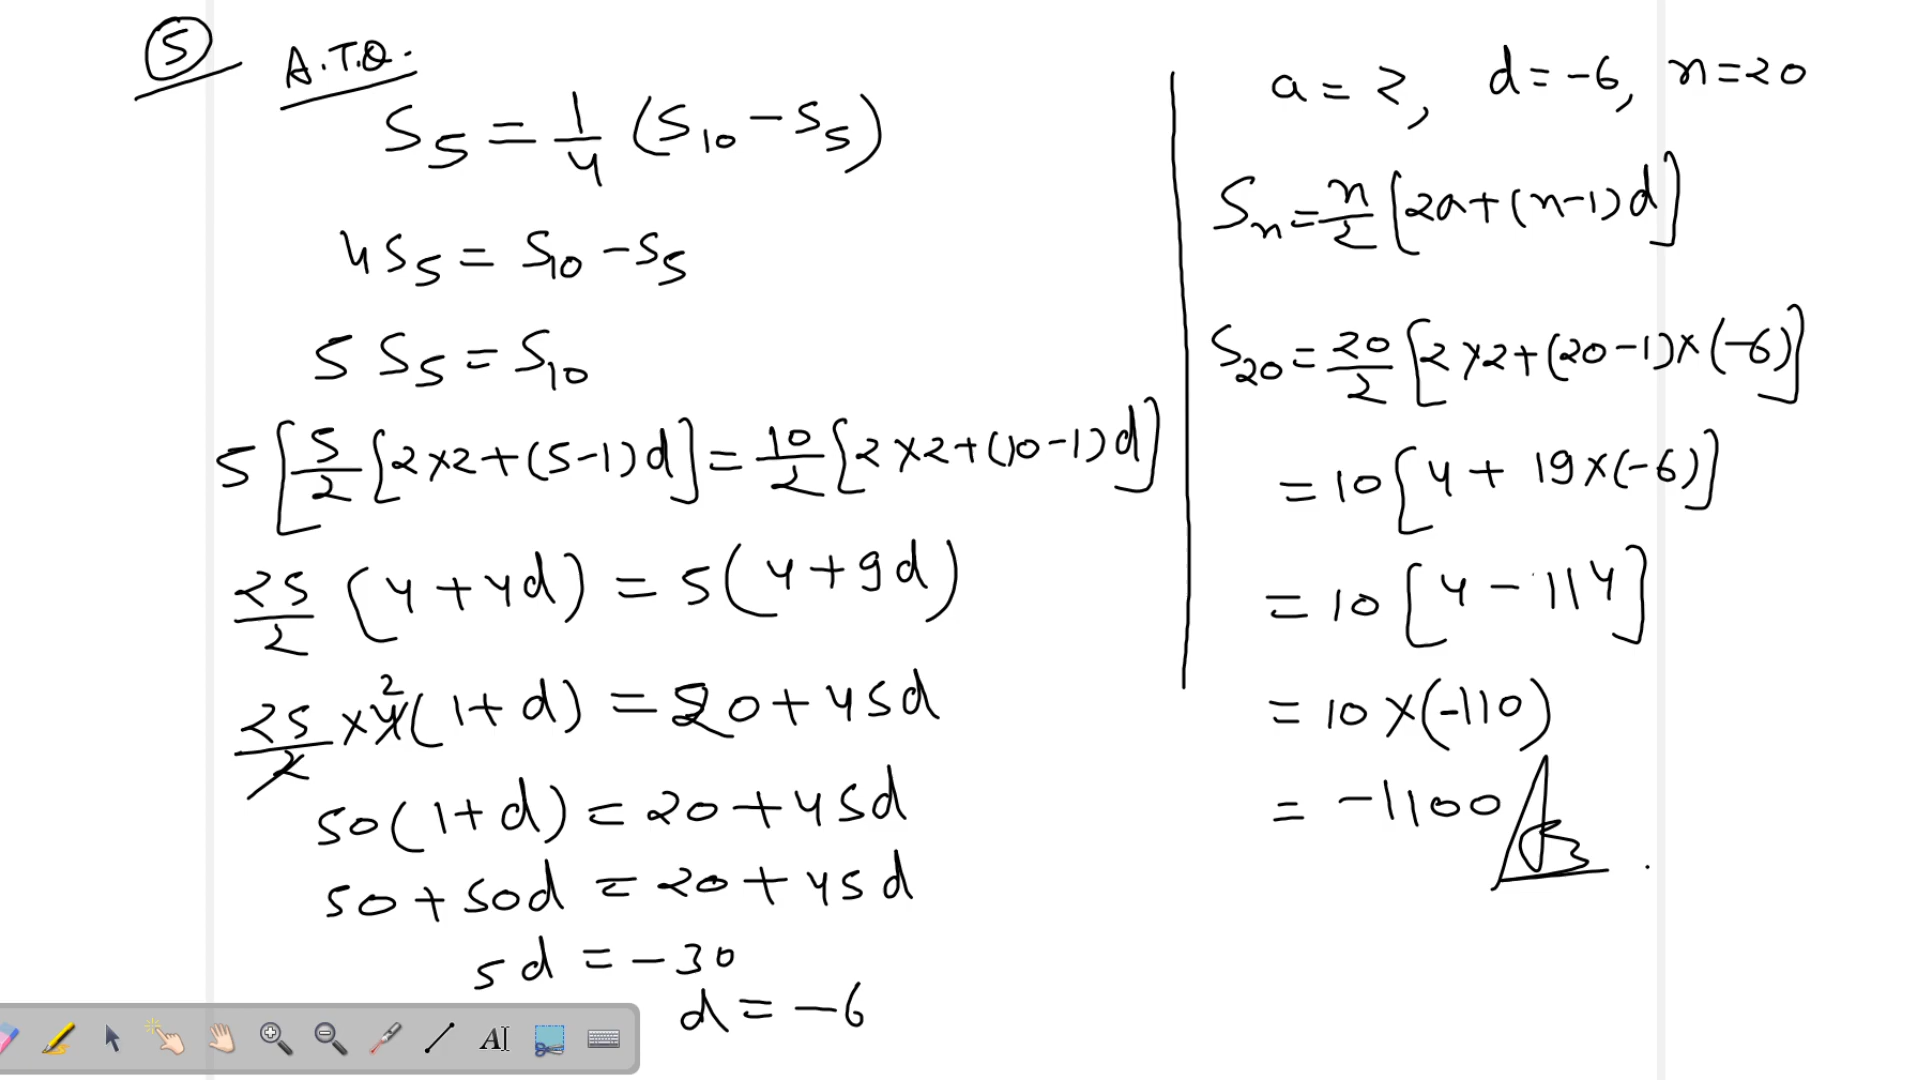 5
A.T.Q.
S₅ = 1/4 (S₁₀ - S₅)
4S₅ = S₁₀ - S₅
5 S₅ = S₁₀
5 [5/2 [2×2+(5-1)d] = 10/2 [2×2+(10-1)d]
25/2 (4+4d) = 5(4+9d)
25/2 × 4 2 (1+d) = 20+45d
50(1+d) = 20+45d
50+50d = 20+45d
5d = -30
d = -6
a = 2, d = -6, n = 20
Sₙ = n/2 [2a+(n-1)d]
S₂₀ = 20/2 [2×2+(20-1)×(-6)]
= 10[4 + 19×(-6)]
= 10 [4 - 114]
= 10 ×(-110)
= -1100
AI